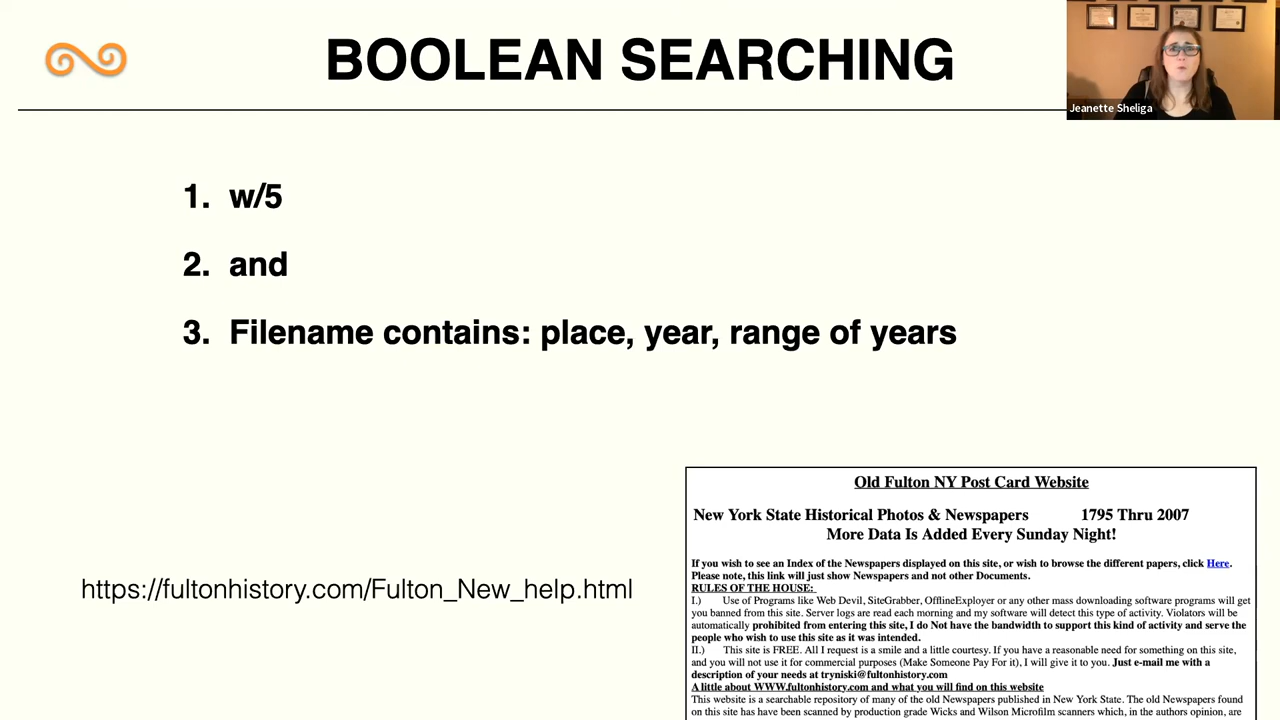 BOOLEAN SEARCHING
Jeanette Sheliga
1. w/5
2. and
3. Filename contains: place, year, range of years
https://fultonhistory.com/Fulton_New_help.html
Old Fulton NY Post Card Website
New York State Historical Photos & Newspapers 1795 Thru 2007
More Data Is Added Every Sunday Night!
If you wish to see an Index of the Newspapers displayed on this site, or wish to browse the different papers, click Here.
Please note, this link will just show Newspapers and not other Documents.
RULES OF THE HOUSE:
I.) Use of Programs like Web Devil, SiteGrabber, OfflineExployer or any other mass downloading software programs will get
you banned from this site. Server logs are read each morning and my software will detect this type of activity. Violators will be
automatically prohibited from entering this site, I do Not have the bandwidth to support this kind of activity and serve the
people who wish to use this site as it was intended.
II.) This site is FREE. All I request is a smile and a little courtesy. If you have a reasonable need for something on this site,
and you will not use it for commercial purposes (Make Someone Pay For it), I will give it to you. Just e-mail me with a
description of your needs at tryniski@fultonhistory.com
A little about WWW.fultonhistory.com and what you will find on this website
This website is a searchable repository of many of the old Newspapers published in New York State. The old Newspapers found
on this site has have been scanned by production grade Wicks and Wilson Microfilm scanners which, in the authors opinion, are